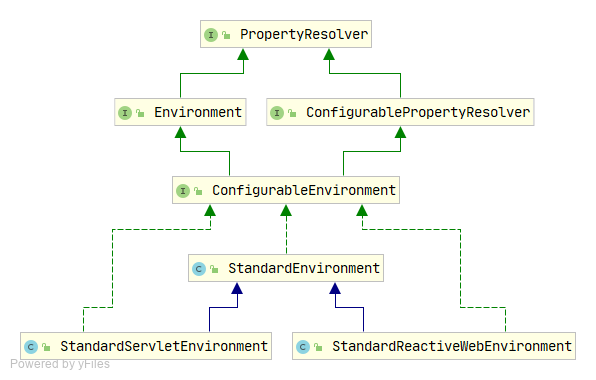 I PropertyResolver
I Environment
I ConfigurablePropertyResolver
I ConfigurableEnvironment
C StandardEnvironment
C StandardServletEnvironment
C StandardReactiveWebEnvironment
Powered by yFiles